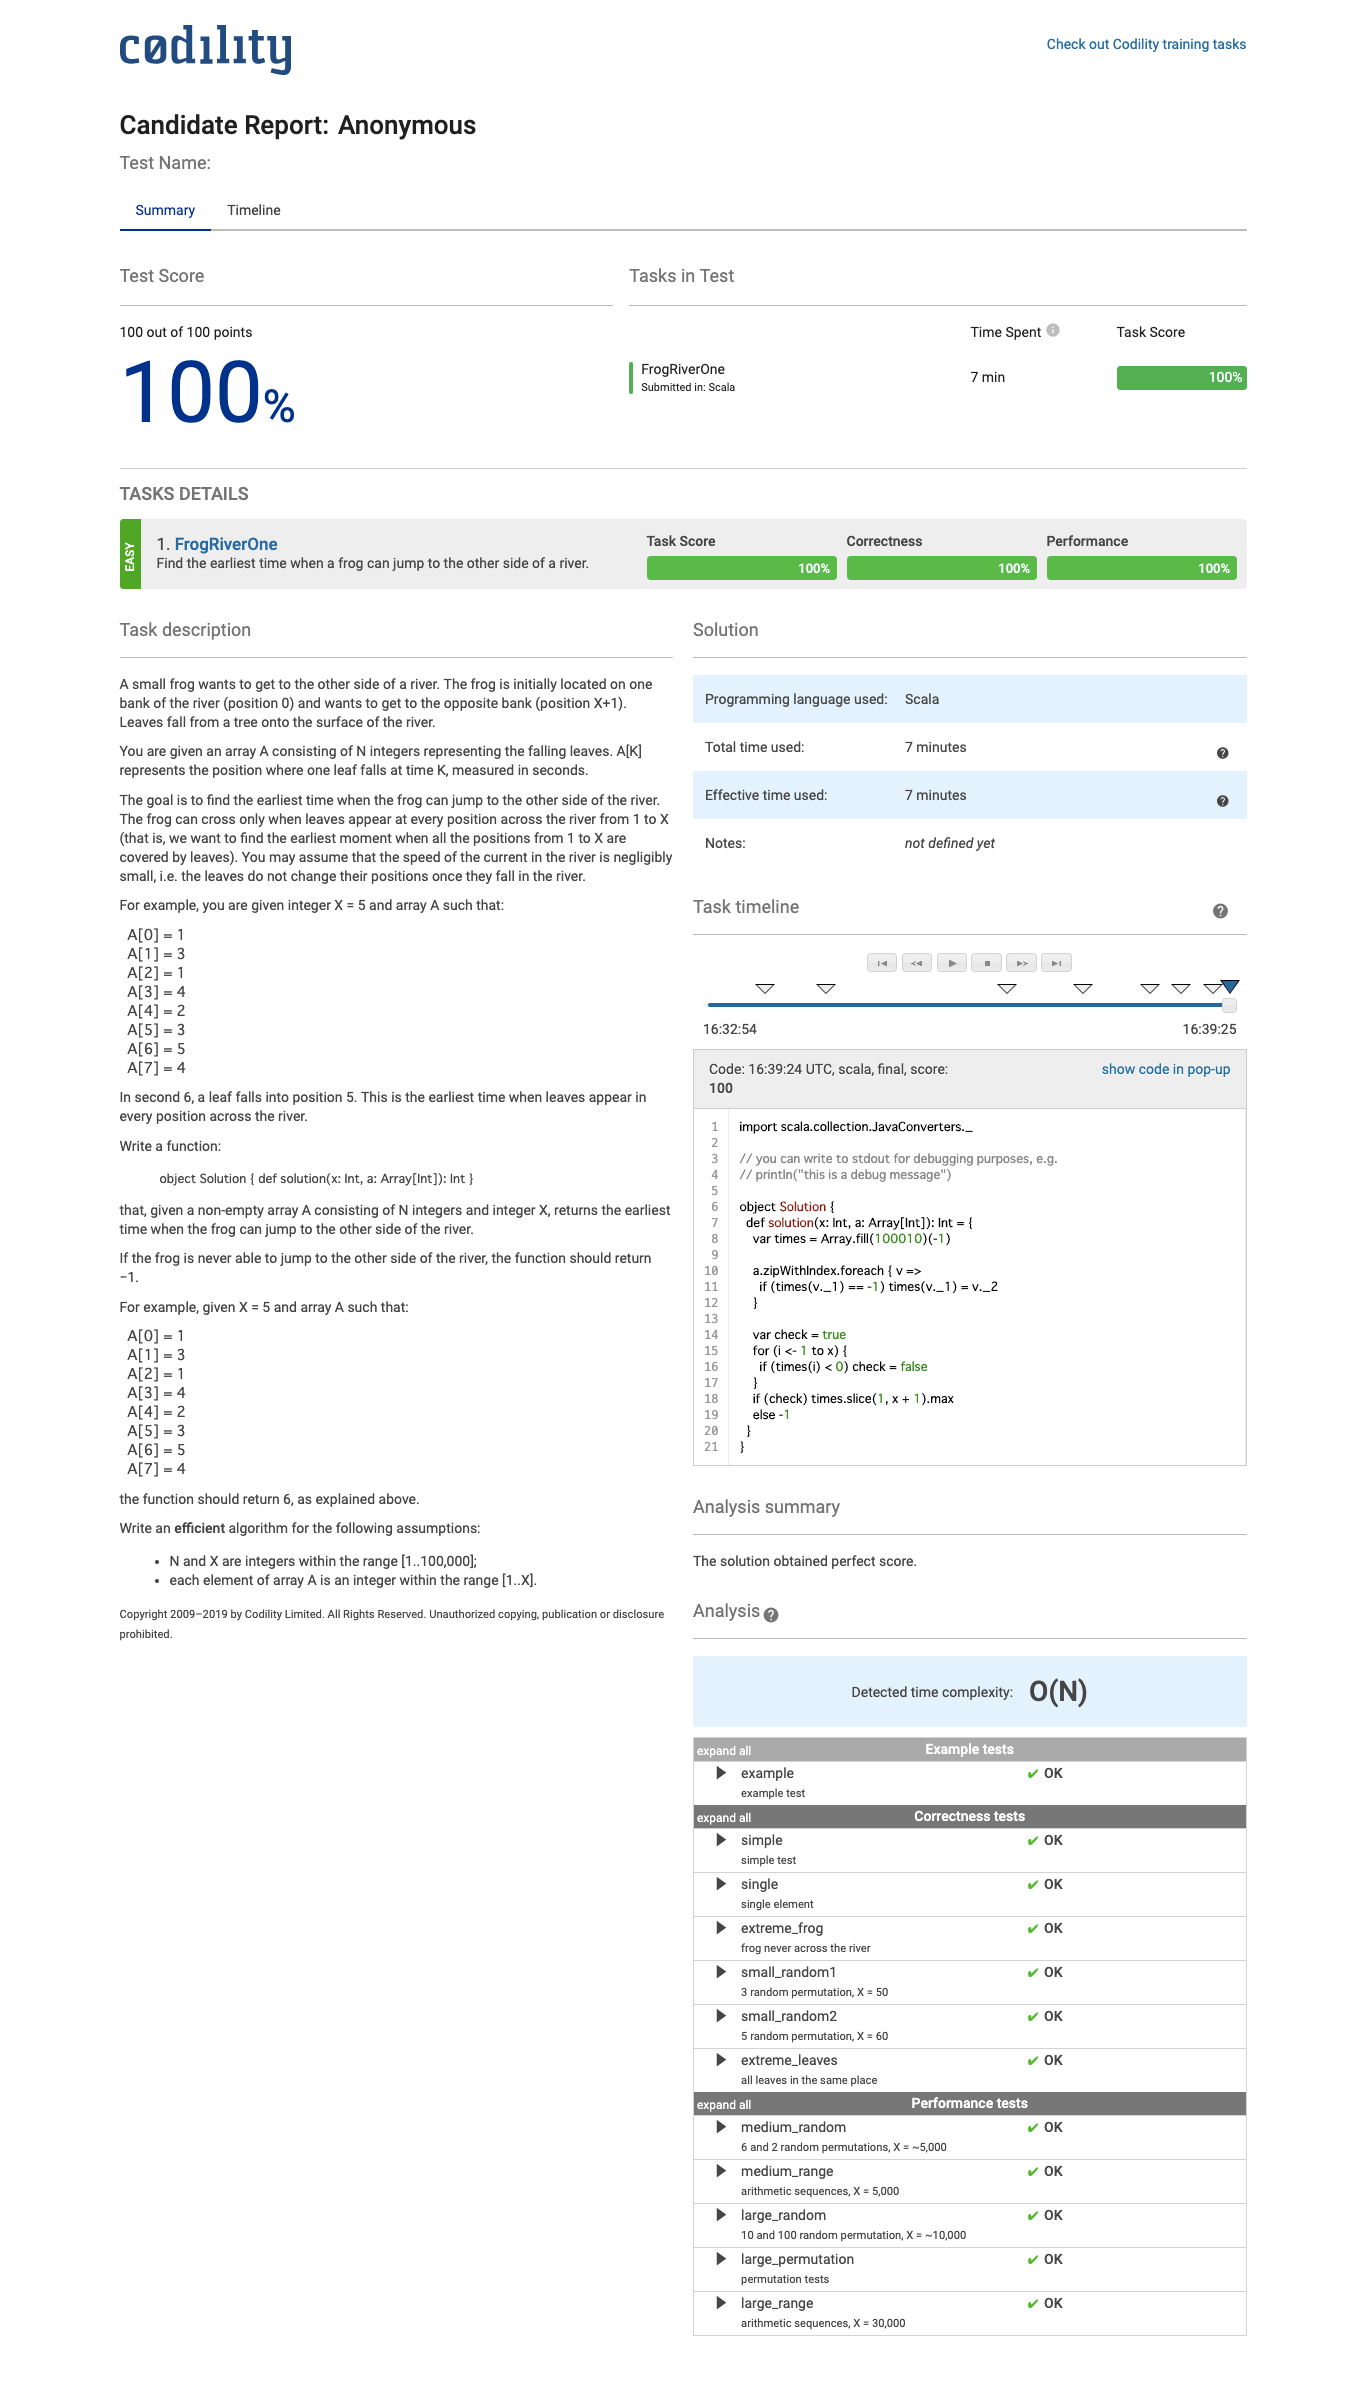 codility
Check out Codility training tasks
Candidate Report: Anonymous
Test Name:
Summary Timeline
Test Score
100 out of 100 points
100%
Tasks in Test
Time Spent Task Score
FrogRiverOne
Submitted in: Scala
7 min
100%
TASKS DETAILS
EASY
1. FrogRiverOne
Find the earliest time when a frog can jump to the other side of a river.
Task Score Correctness Performance
100% 100% 100%
Task description
A small frog wants to get to the other side of a river. The frog is initially located on one
bank of the river (position 0) and wants to get to the opposite bank (position X+1).
Leaves fall from a tree onto the surface of the river.
You are given an array A consisting of N integers representing the falling leaves. A[K]
represents the position where one leaf falls at time K, measured in seconds.
The goal is to find the earliest time when the frog can jump to the other side of the river.
The frog can cross only when leaves appear at every position across the river from 1 to X
(that is, we want to find the earliest moment when all the positions from 1 to X are
covered by leaves). You may assume that the speed of the current in the river is negligibly
small, i.e. the leaves do not change their positions once they fall in the river.
For example, you are given integer X = 5 and array A such that:
A[0] = 1
A[1] = 3
A[2] = 1
A[3] = 4
A[4] = 2
A[5] = 3
A[6] = 5
A[7] = 4
In second 6, a leaf falls into position 5. This is the earliest time when leaves appear in
every position across the river.
Write a function:
object Solution { def solution(x: Int, a: Array[Int]): Int }
that, given a non-empty array A consisting of N integers and integer X, returns the earliest
time when the frog can jump to the other side of the river.
If the frog is never able to jump to the other side of the river, the function should return
−1.
For example, given X = 5 and array A such that:
A[0] = 1
A[1] = 3
A[2] = 1
A[3] = 4
A[4] = 2
A[5] = 3
A[6] = 5
A[7] = 4
the function should return 6, as explained above.
Write an efficient algorithm for the following assumptions:
• N and X are integers within the range [1..100,000];
• each element of array A is an integer within the range [1..X].
Copyright 2009–2019 by Codility Limited. All Rights Reserved. Unauthorized copying, publication or disclosure
prohibited.
Solution
Programming language used: Scala
Total time used: 7 minutes
Effective time used: 7 minutes
Notes: not defined yet
Task timeline
16:32:54 16:39:25
Code: 16:39:24 UTC, scala, final, score:
100
show code in pop-up
1 import scala.collection.JavaConverters._
2
3 // you can write to stdout for debugging purposes, e.g.
4 // println("this is a debug message")
5
6 object Solution {
7 def solution(x: Int, a: Array[Int]): Int = {
8 var times = Array.fill(100010)(-1)
9
10 a.zipWithIndex.foreach { v =>
11 if (times(v._1) == -1) times(v._1) = v._2
12 }
13
14 var check = true
15 for (i <- 1 to x) {
16 if (times(i) < 0) check = false
17 }
18 if (check) times.slice(1, x + 1).max
19 else -1
20 }
21 }
Analysis summary
The solution obtained perfect score.
Analysis
Detected time complexity: O(N)
expand all Example tests
example ✔ OK
example test
expand all Correctness tests
simple ✔ OK
simple test
single ✔ OK
single element
extreme_frog ✔ OK
frog never across the river
small_random1 ✔ OK
3 random permutation, X = 50
small_random2 ✔ OK
5 random permutation, X = 60
extreme_leaves ✔ OK
all leaves in the same place
expand all Performance tests
medium_random ✔ OK
6 and 2 random permutations, X = ~5,000
medium_range ✔ OK
arithmetic sequences, X = 5,000
large_random ✔ OK
10 and 100 random permutation, X = ~10,000
large_permutation ✔ OK
permutation tests
large_range ✔ OK
arithmetic sequences, X = 30,000